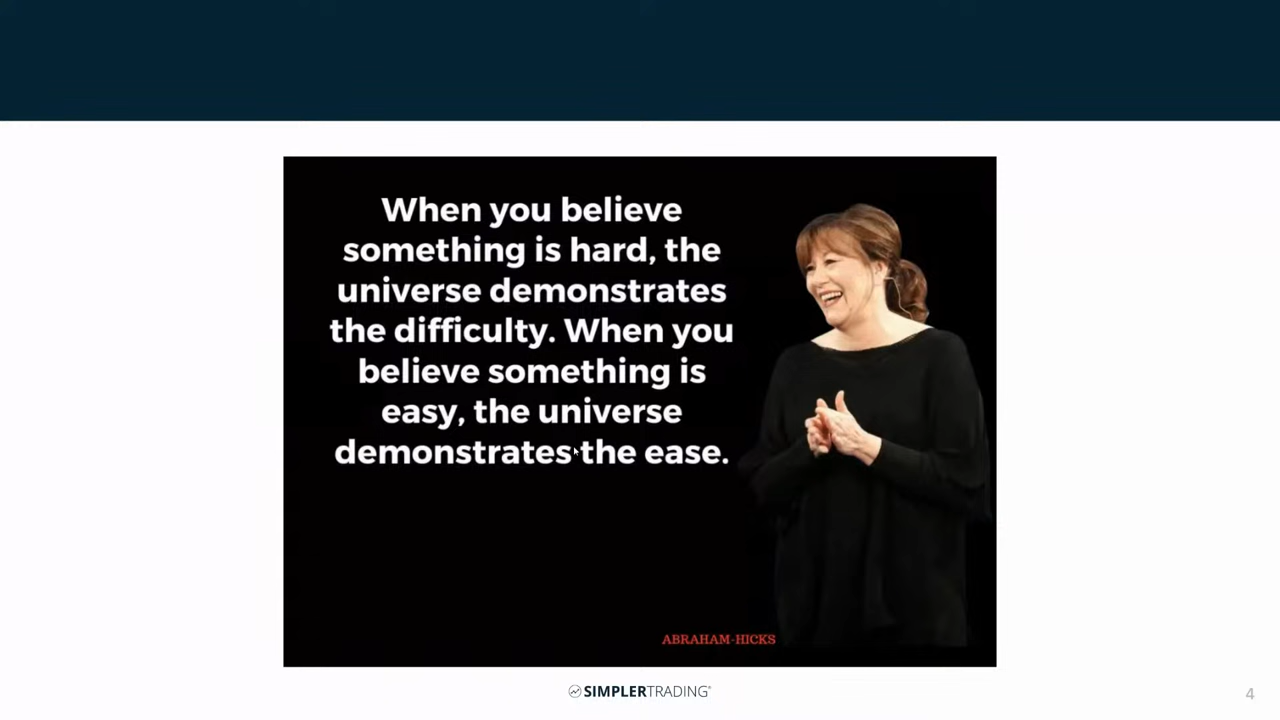 When you believe
something is hard, the
universe demonstrates
the difficulty. When you
believe something is
easy, the universe
demonstrates the ease.
ABRAHAM-HICKS
SIMPLERTRADING®
4